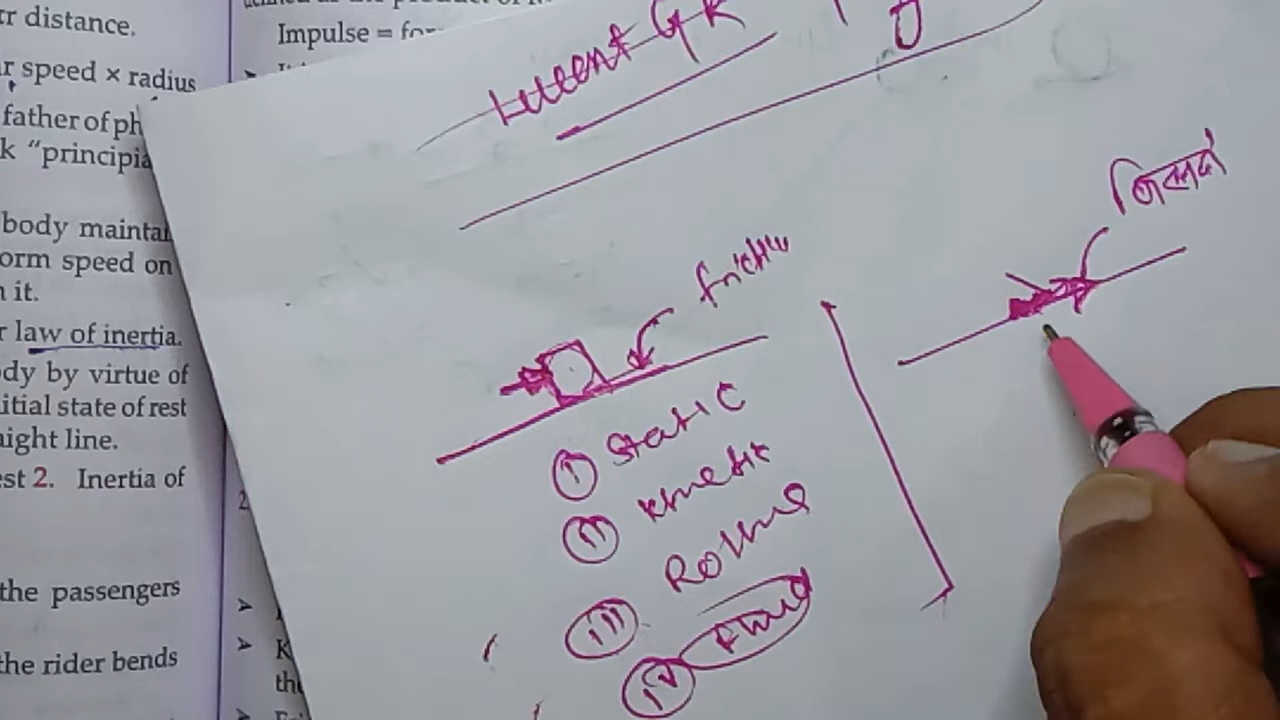 r distance.
r speed × radius
father of ph
k "principia
body maintai
orm speed on
it.
r law of inertia.
dy by virtue of
itial state of rest
aight line.
est 2. Inertia of
the passengers
the rider bends
Impulse = for
Lucent GK
friction
(i) Static
(ii) Kinetic
(iii) Rolling
(iv) Fluid